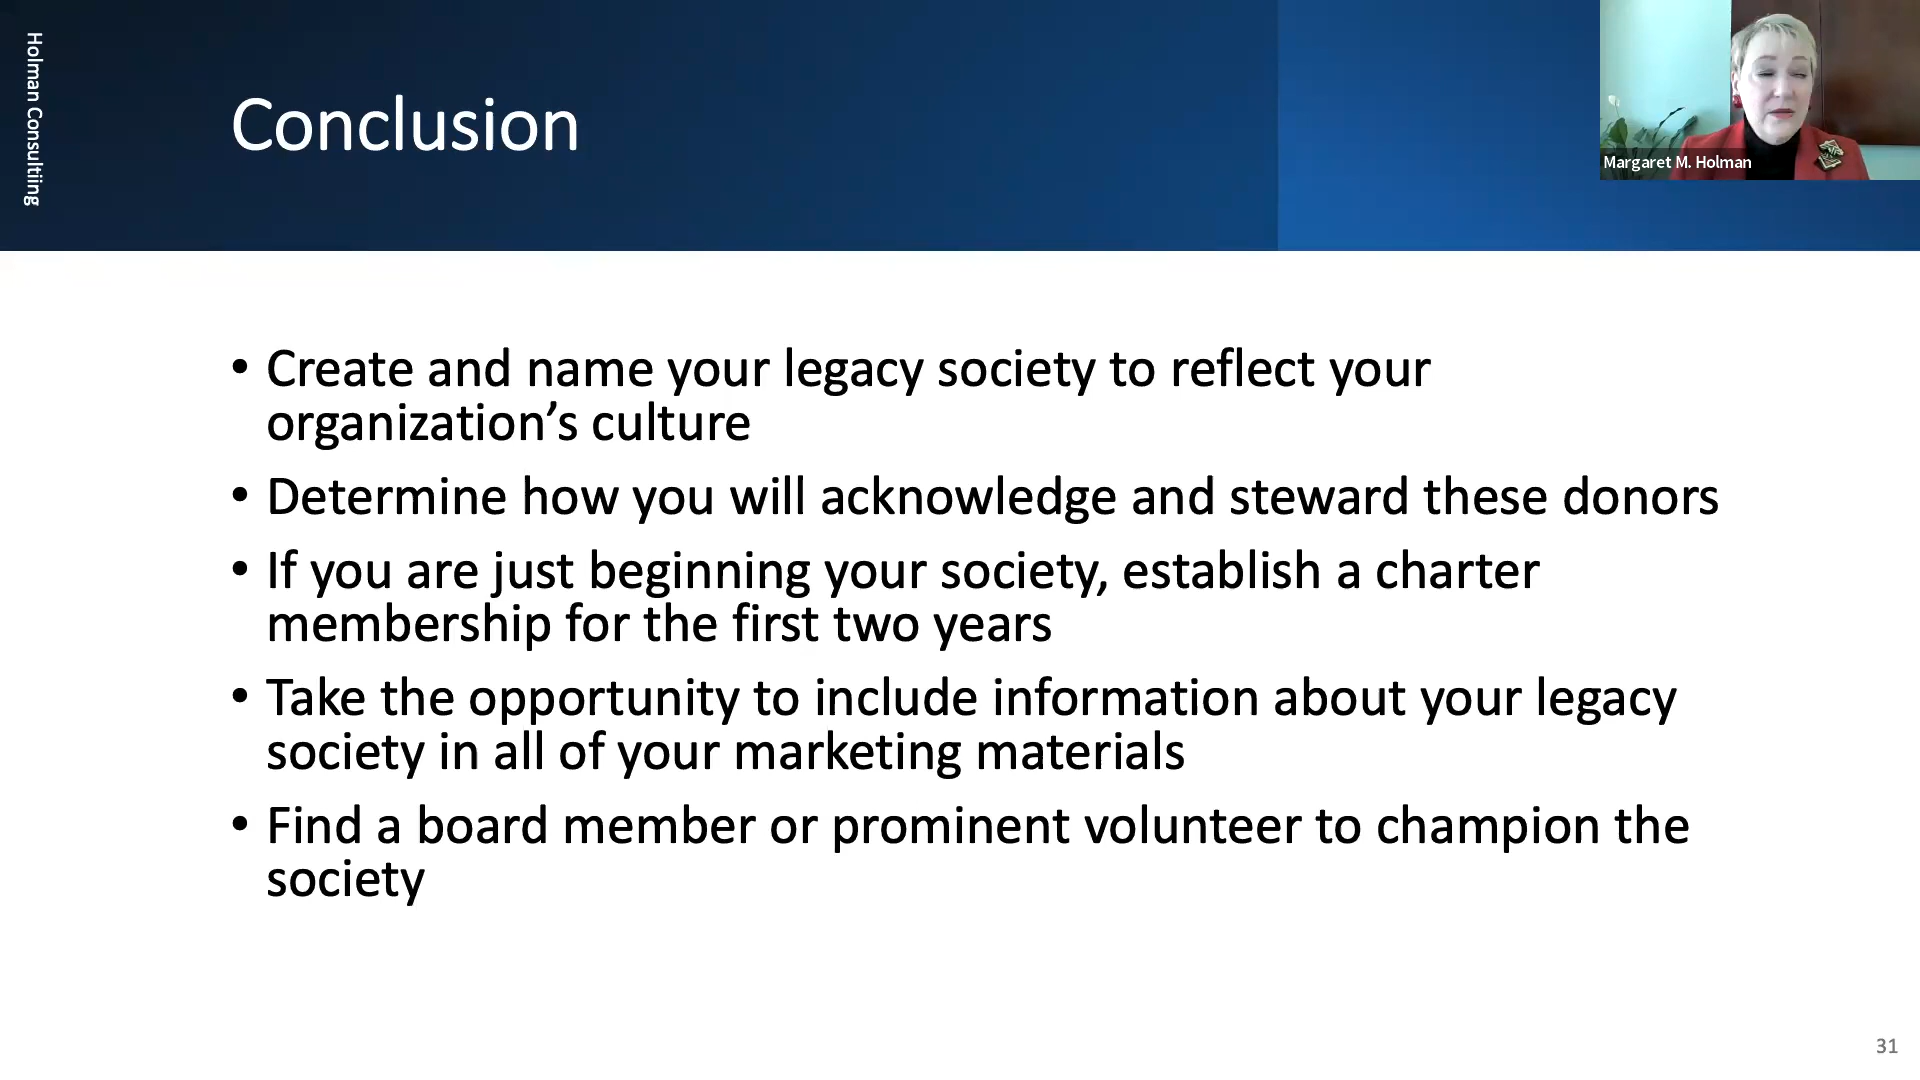 Holman Consultiing
Conclusion
Margaret M. Holman
• Create and name your legacy society to reflect your
organization’s culture
• Determine how you will acknowledge and steward these donors
• If you are just beginning your society, establish a charter
membership for the first two years
• Take the opportunity to include information about your legacy
society in all of your marketing materials
• Find a board member or prominent volunteer to champion the
society
31